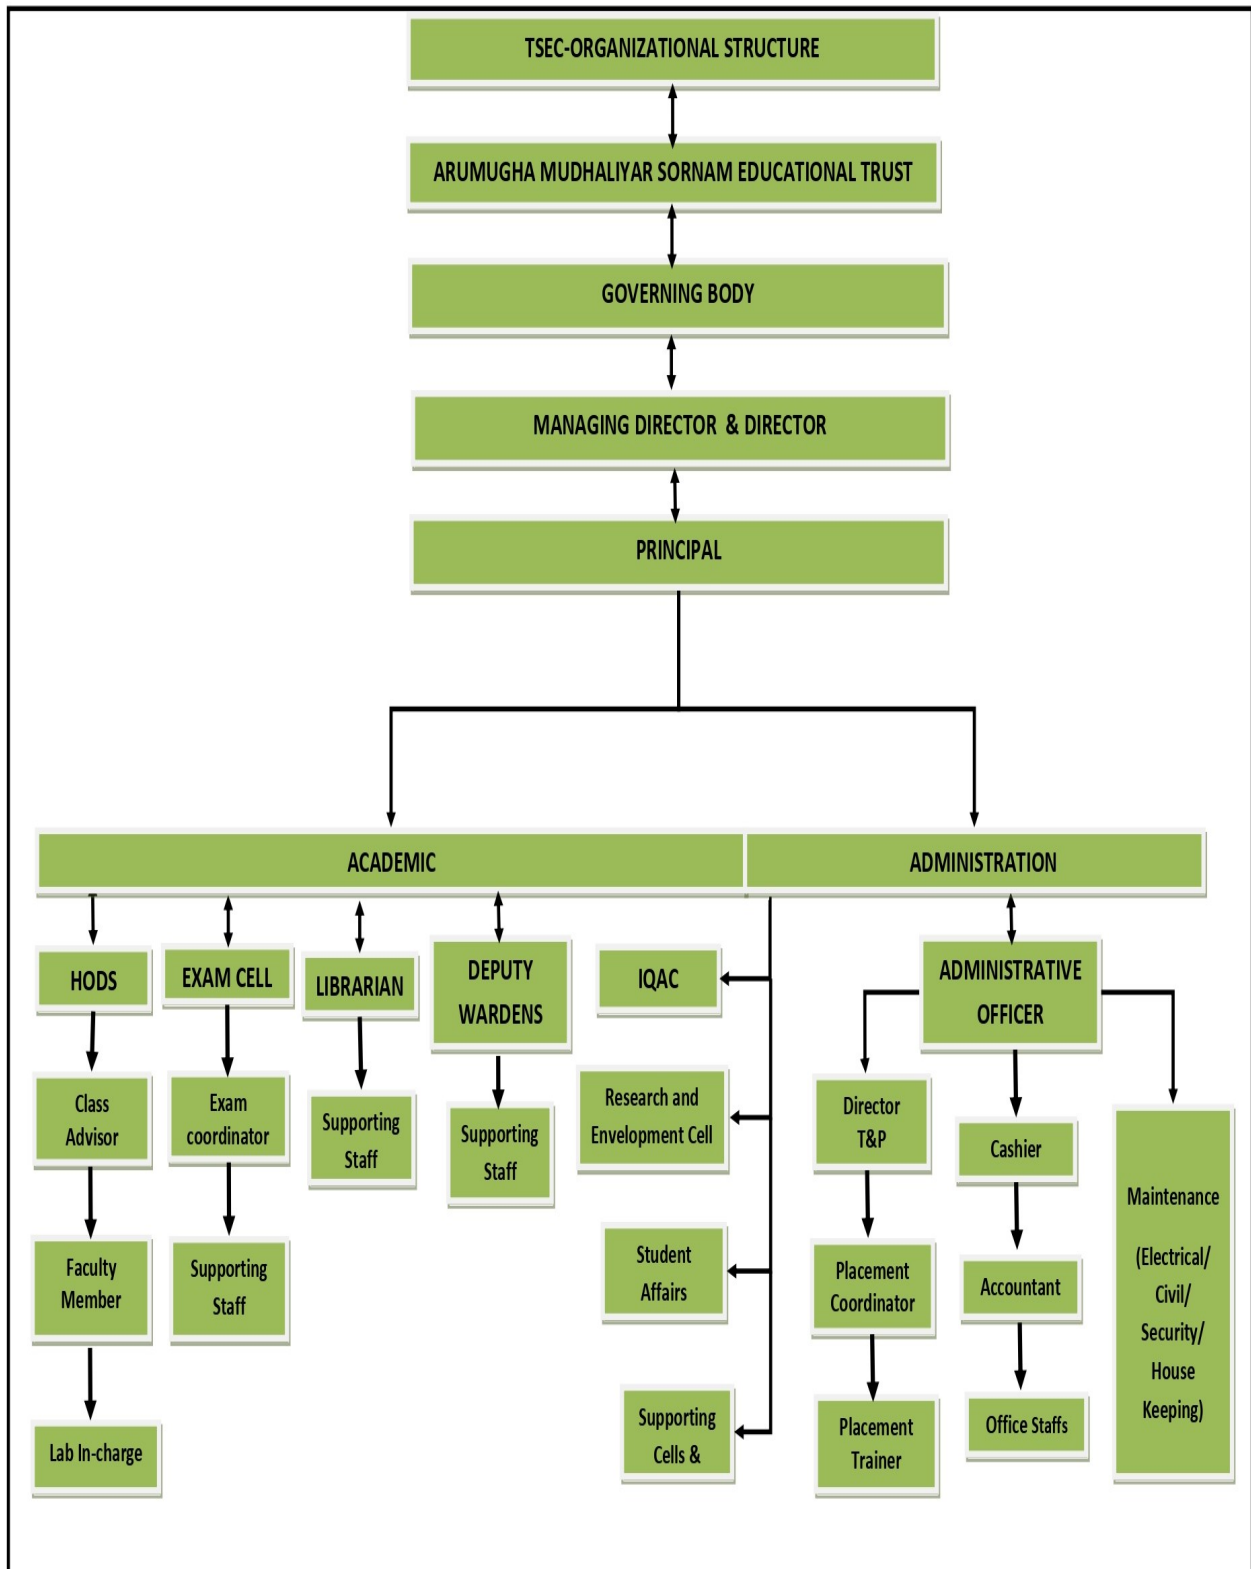 TSEC-ORGANIZATIONAL STRUCTURE
ARUMUGHA MUDHALIYAR SORNAM EDUCATIONAL TRUST
GOVERNING BODY
MANAGING DIRECTOR & DIRECTOR
PRINCIPAL
ACADEMIC
ADMINISTRATION
HODS
Class
Advisor
Faculty
Member
Lab In-charge
EXAM CELL
Exam
coordinator
Supporting
Staff
LIBRARIAN
Supporting
Staff
DEPUTY
WARDENS
Supporting
Staff
IQAC
Research and
Envelopment Cell
Student
Affairs
Supporting
Cells &
ADMINISTRATIVE
OFFICER
Director
T&P
Placement
Coordinator
Placement
Trainer
Cashier
Accountant
Office Staffs
Maintenance
(Electrical/
Civil/
Security/
House
Keeping)